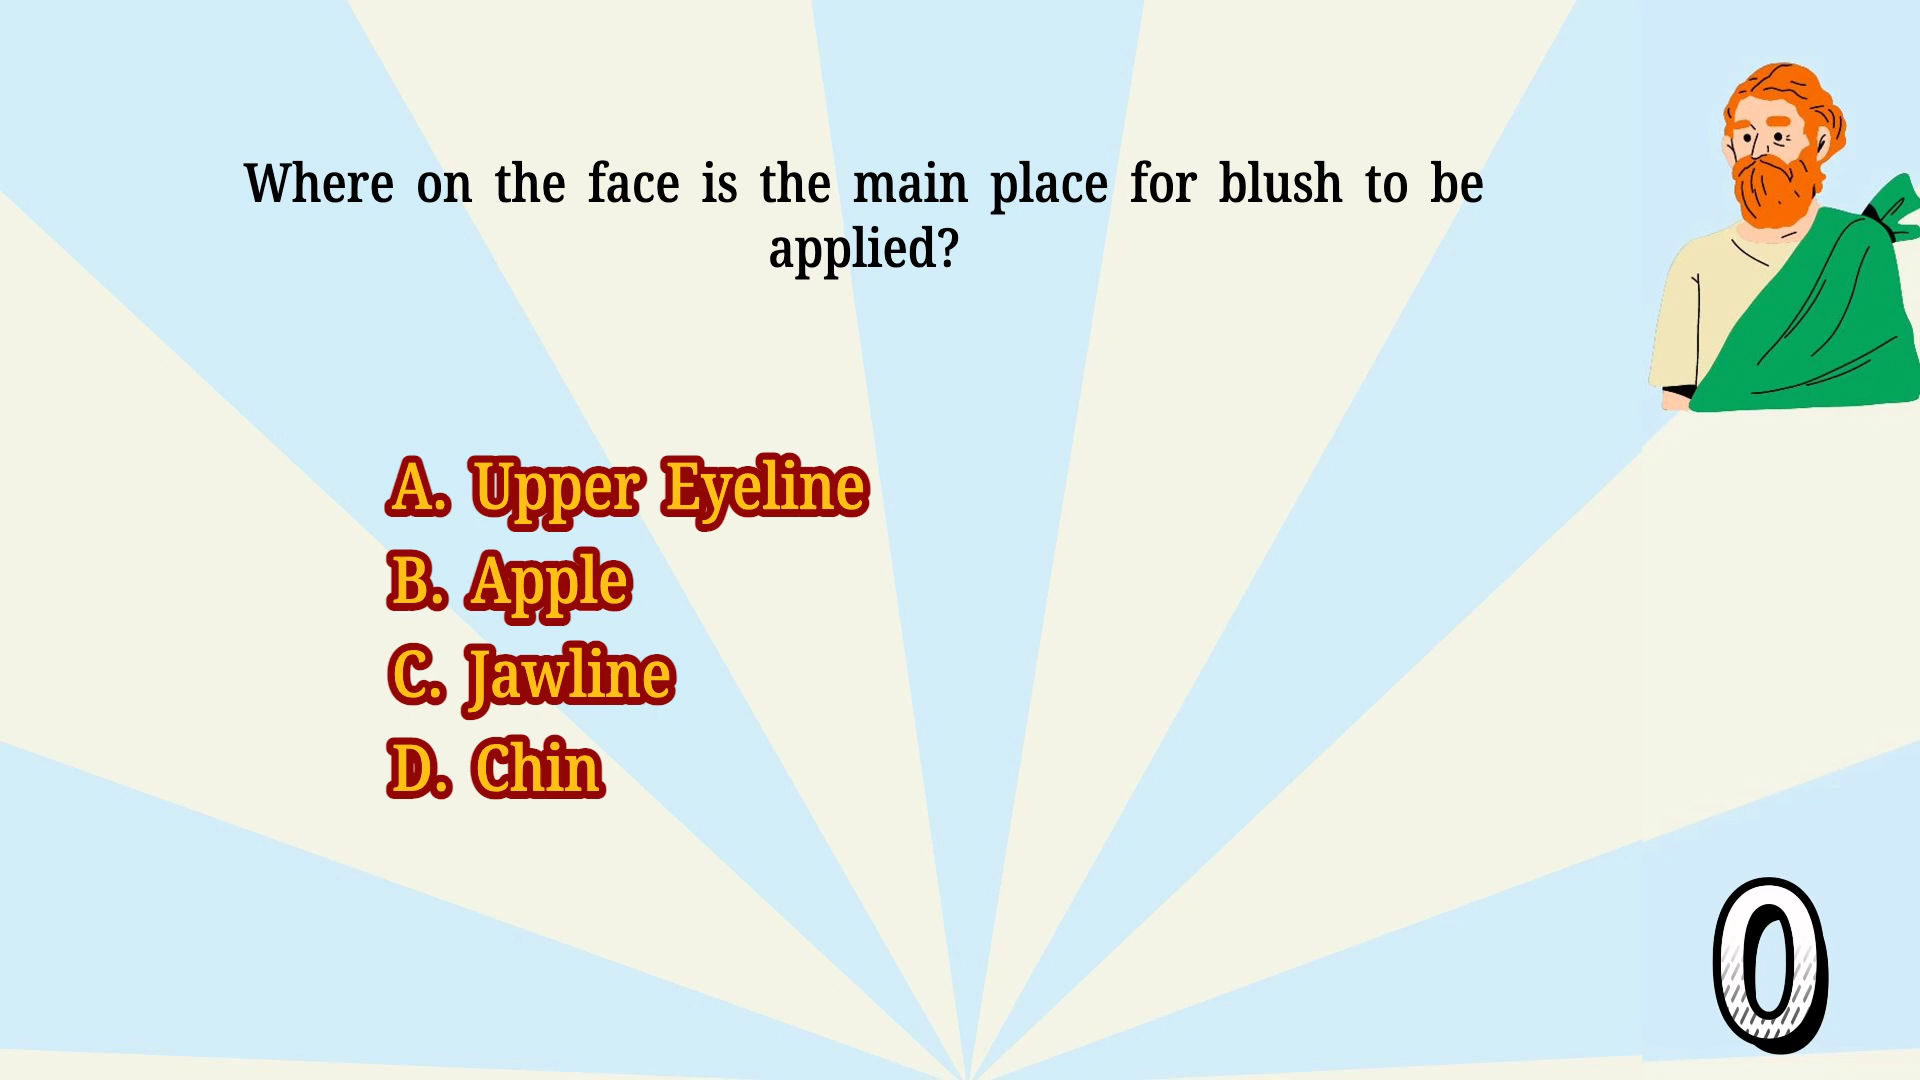 Where on the face is the main place for blush to be
applied?
A. Upper Eyeline
B. Apple
C. Jawline
D. Chin
0